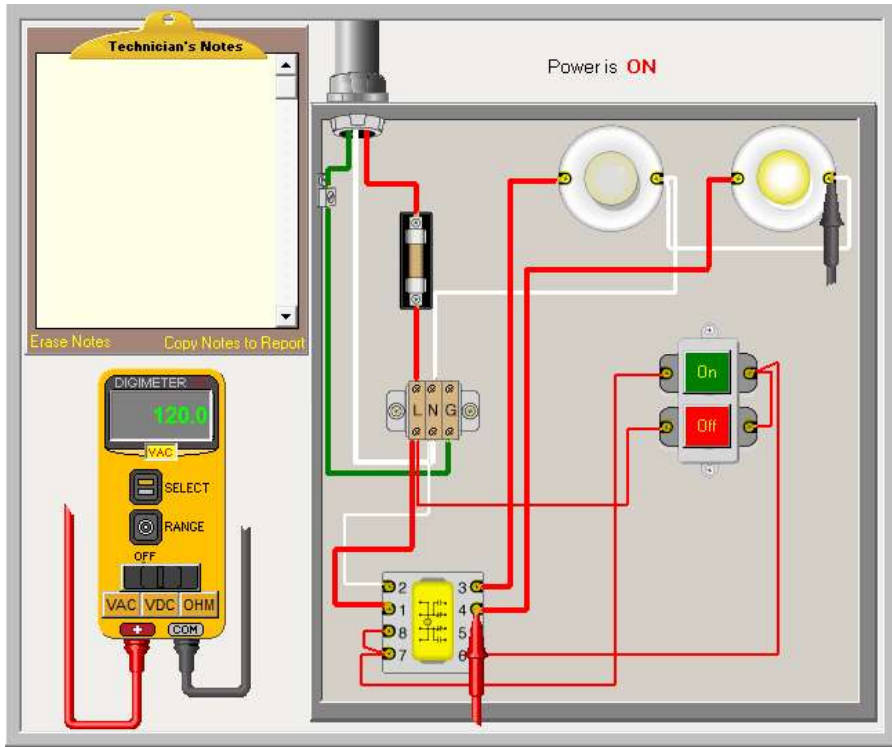 Technician's Notes
Power is ON
Erase Notes Copy Notes to Report
DIGIMETER
120.0
VAC
SELECT
RANGE
OFF
VAC VDC OHM
+ COM
L N G
On
Off
2 3
1 4
8 5
7 6